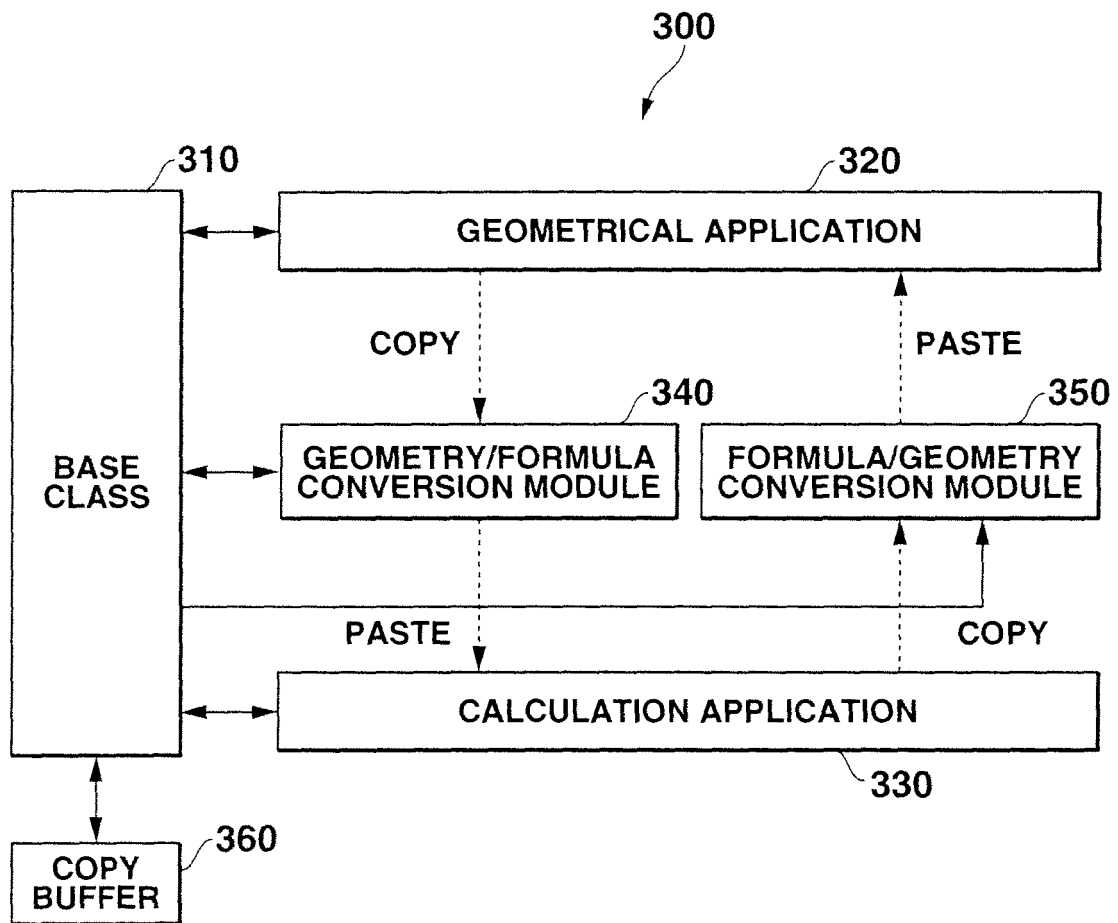 300
310
320
GEOMETRICAL APPLICATION
COPY
PASTE
340
350
BASE
CLASS
GEOMETRY/FORMULA
CONVERSION MODULE
FORMULA/GEOMETRY
CONVERSION MODULE
PASTE
COPY
CALCULATION APPLICATION
330
360
COPY
BUFFER